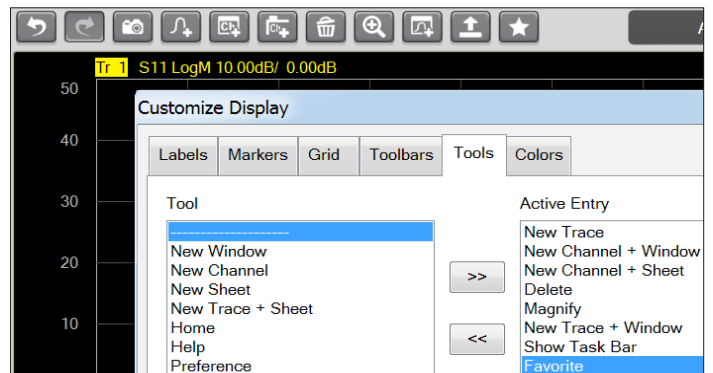 Ch
Ch
A
Tr 1 S11 LogM 10.00dB/ 0.00dB
50
40
30
20
10
Customize Display
Labels Markers Grid Toolbars Tools Colors
Tool
--------------------
New Window
New Channel
New Sheet
New Trace + Sheet
Home
Help
Preference
>>
<<
Active Entry
New Trace
New Channel + Window
New Channel + Sheet
Delete
Magnify
New Trace + Window
Show Task Bar
Favorite